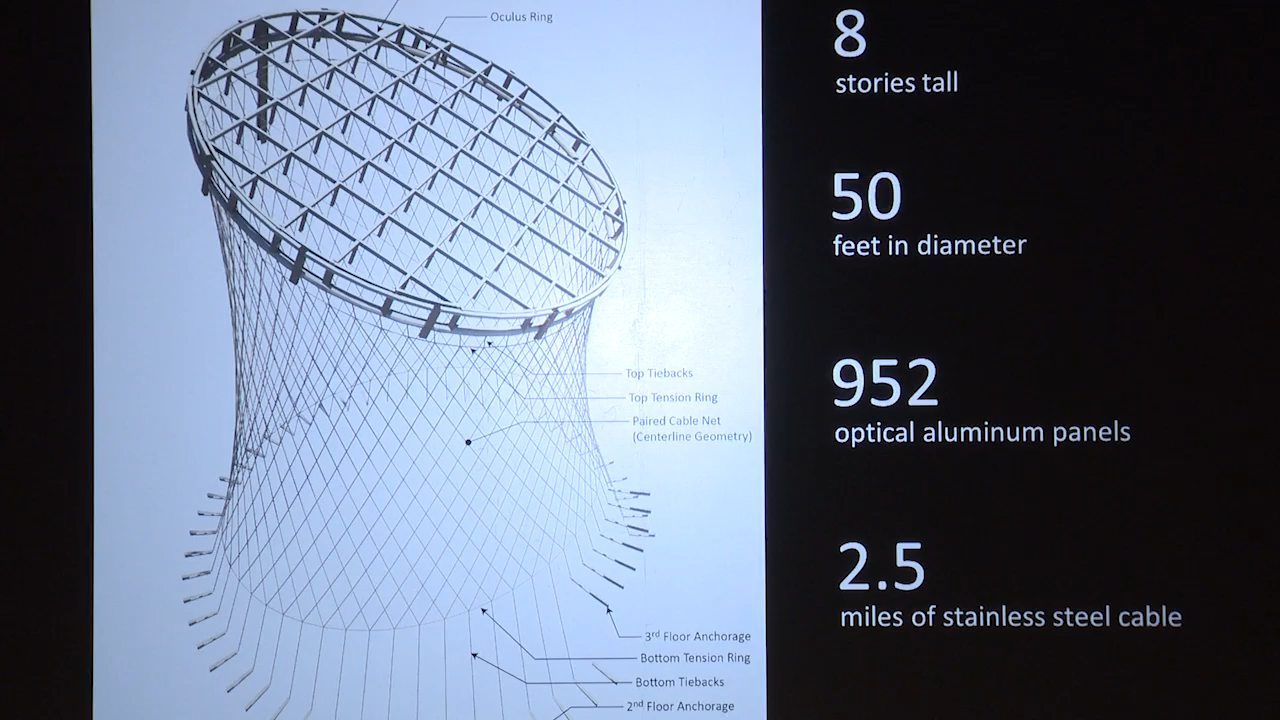 Oculus Ring
Top Tiebacks
Top Tension Ring
Paired Cable Net
(Centerline Geometry)
3rd Floor Anchorage
Bottom Tension Ring
Bottom Tiebacks
2nd Floor Anchorage
8
stories tall
50
feet in diameter
952
optical aluminum panels
2.5
miles of stainless steel cable